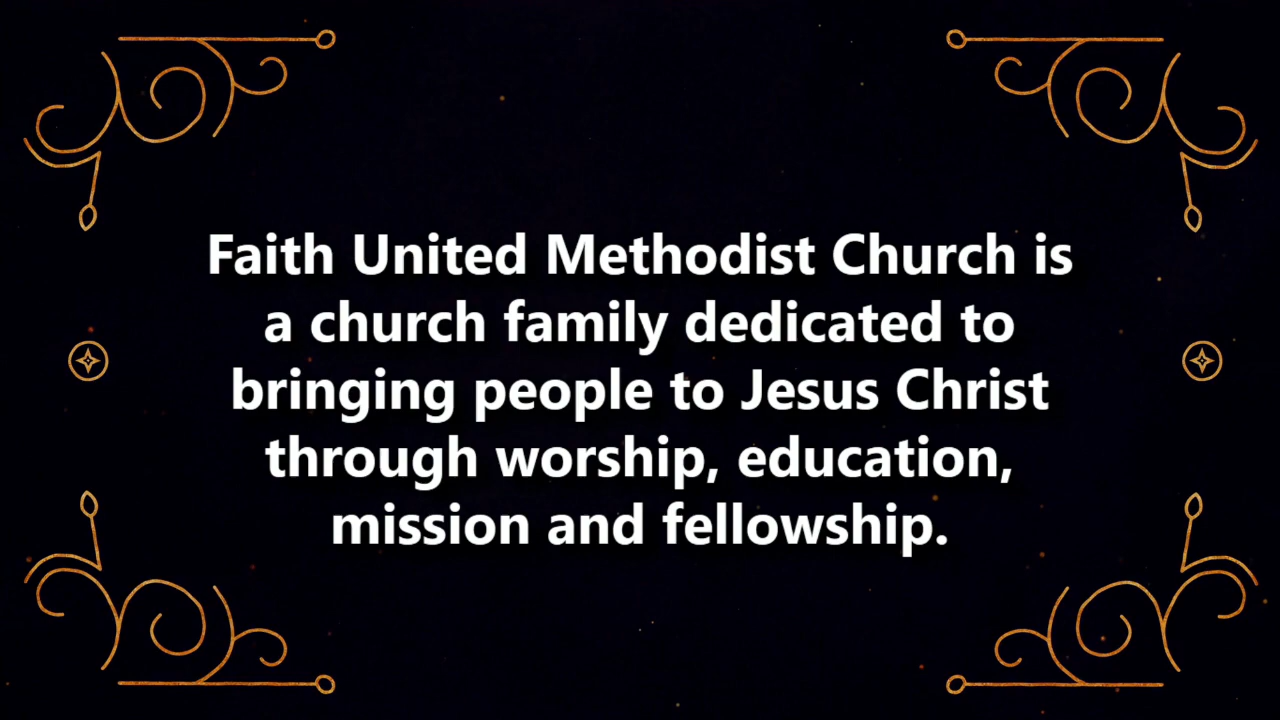 Faith United Methodist Church is
a church family dedicated to
bringing people to Jesus Christ
through worship, education,
mission and fellowship.